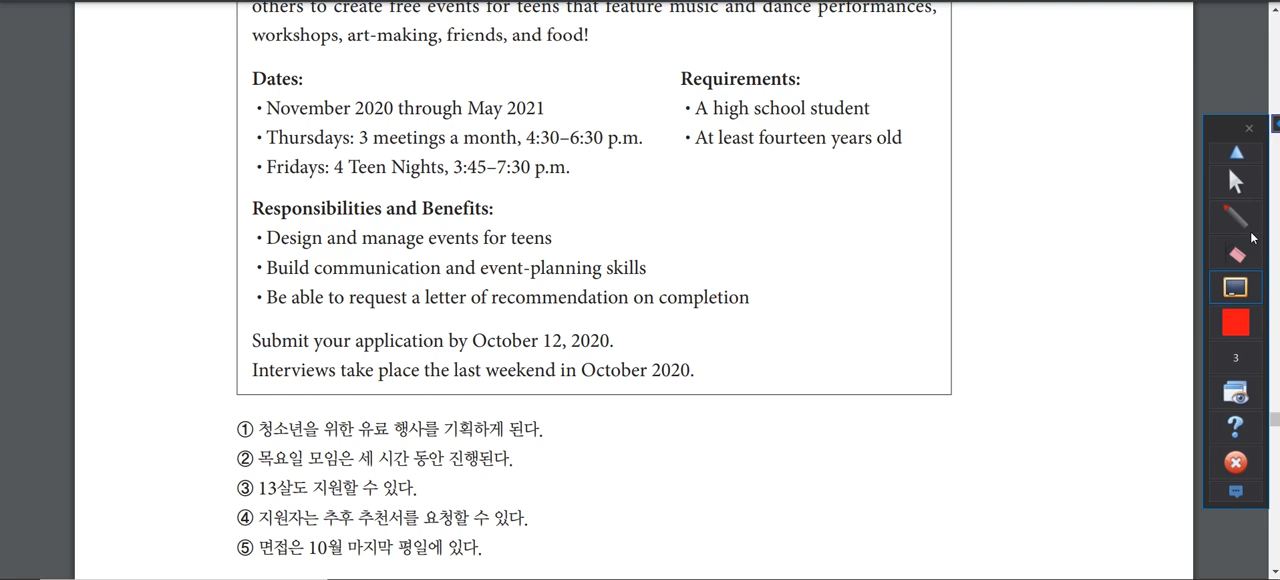 others to create free events for teens that feature music and dance performances,
workshops, art-making, friends, and food!
Dates:
• November 2020 through May 2021
• Thursdays: 3 meetings a month, 4:30–6:30 p.m.
• Fridays: 4 Teen Nights, 3:45–7:30 p.m.
Requirements:
• A high school student
• At least fourteen years old
Responsibilities and Benefits:
• Design and manage events for teens
• Build communication and event-planning skills
• Be able to request a letter of recommendation on completion
Submit your application by October 12, 2020.
Interviews take place the last weekend in October 2020.
① 청소년을 위한 유료 행사를 기획하게 된다.
② 목요일 모임은 세 시간 동안 진행된다.
③ 13살도 지원할 수 있다.
④ 지원자는 추후 추천서를 요청할 수 있다.
⑤ 면접은 10월 마지막 평일에 있다.
3